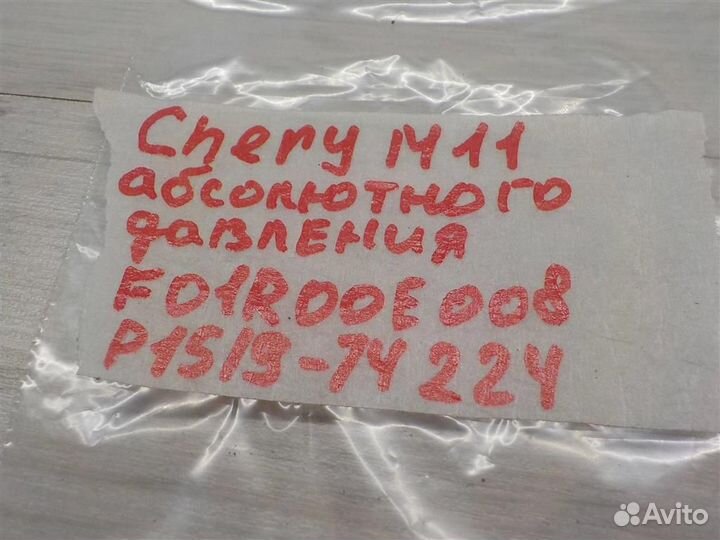 Chery M11
абсолютного
давления
F01R00E008
P1519-74 224
Avito